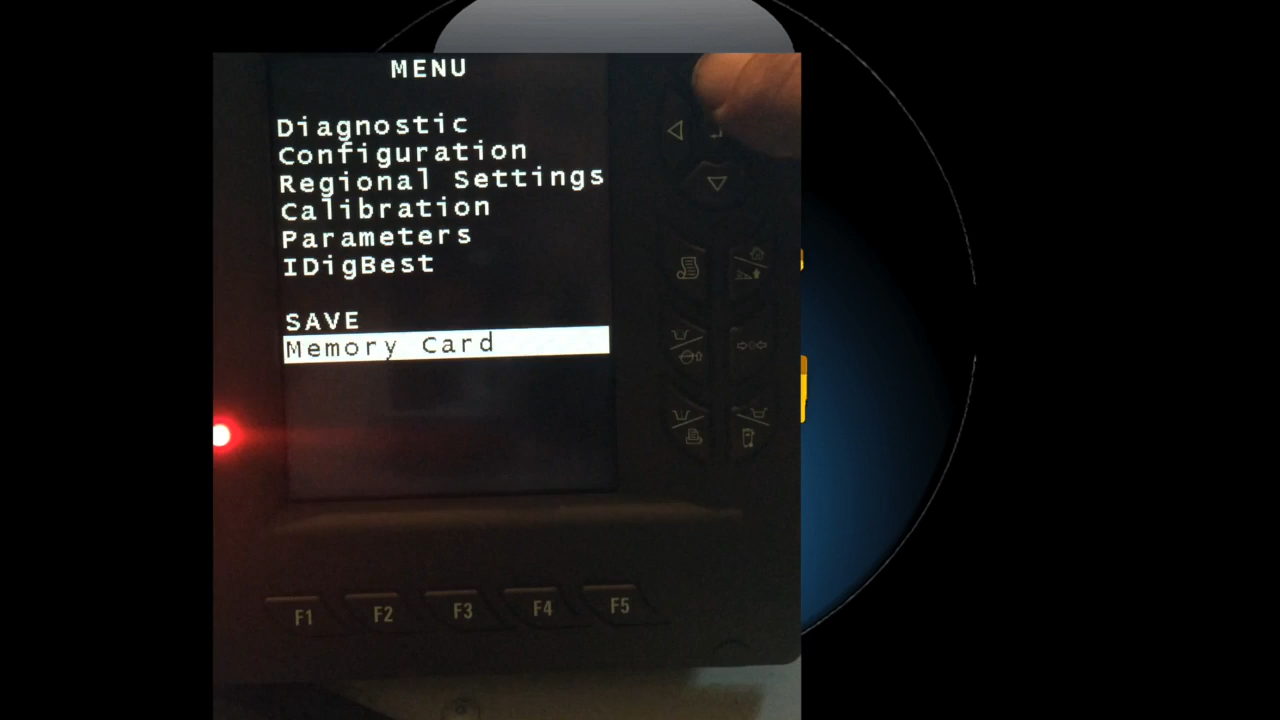 MENU
Diagnostic
Configuration
Regional Settings
Calibration
Parameters
IDigBest
SAVE
Memory Card
F1 F2 F3 F4 F5